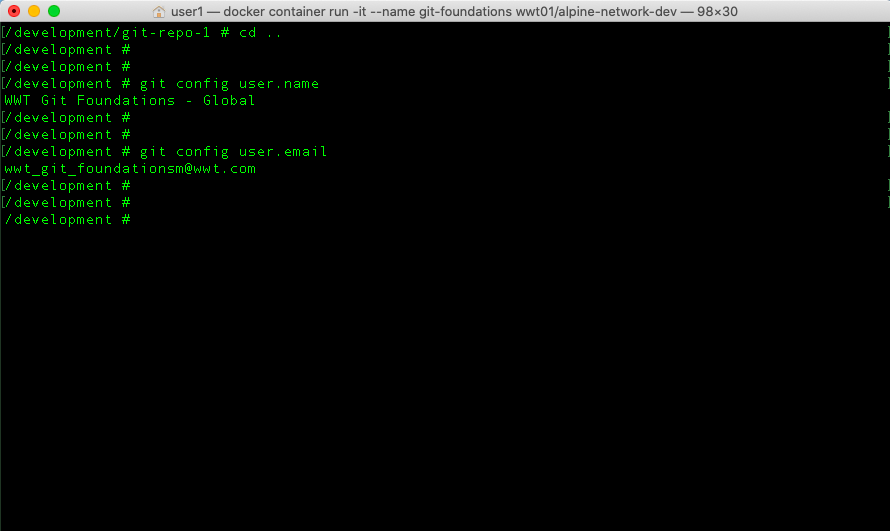 user1 — docker container run -it --name git-foundations wwt01/alpine-network-dev — 98×30
[/development/git-repo-1 # cd .. ]
[/development # ]
[/development # ]
[/development # git config user.name ]
WWT Git Foundations - Global
[/development # ]
[/development # ]
[/development # git config user.email ]
wwt_git_foundationsm@wwt.com
[/development # ]
[/development # ]
/development #